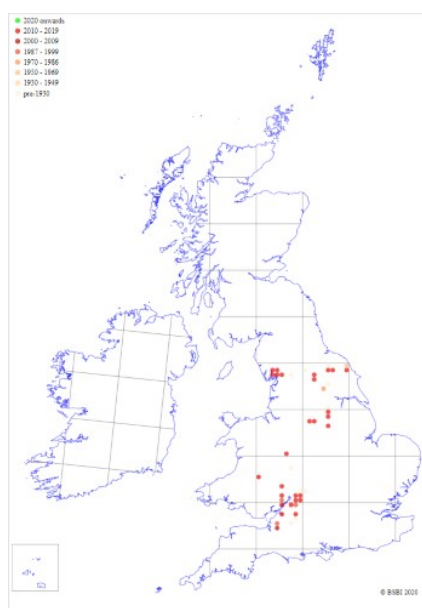 2020 onwards
2010 - 2019
2000 - 2009
1987 - 1999
1970 - 1986
1950 - 1969
1930 - 1949
pre-1930
© BSBI 2020